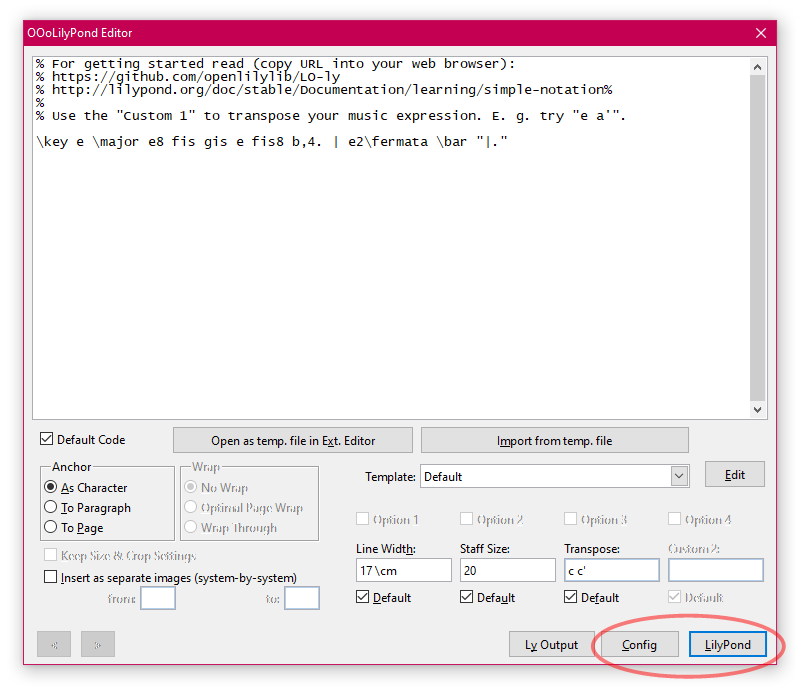 OOoLilyPond Editor
% For getting started read (copy URL into your web browser):
% https://github.com/openlilylib/LO-ly
% http://lilypond.org/doc/stable/Documentation/learning/simple-notation%
%
% Use the "Custom 1" to transpose your music expression. E. g. try "e a'".
\key e \major e8 fis gis e fis8 b,4. | e2\fermata \bar "|."
Default Code
Open as temp. file in Ext. Editor
Import from temp. file
Anchor
As Character
To Paragraph
To Page
Wrap
No Wrap
Optimal Page Wrap
Wrap Through
Keep Size & Crop Settings
Insert as separate images (system-by-system)
from:
to:
Template:
Default
Edit
Option 1
Option 2
Option 3
Option 4
Line Width:
Staff Size:
Transpose:
Custom 2:
17 \cm
20
c c'
Default
Default
Default
Default
<
>
Ly Output
Config
LilyPond